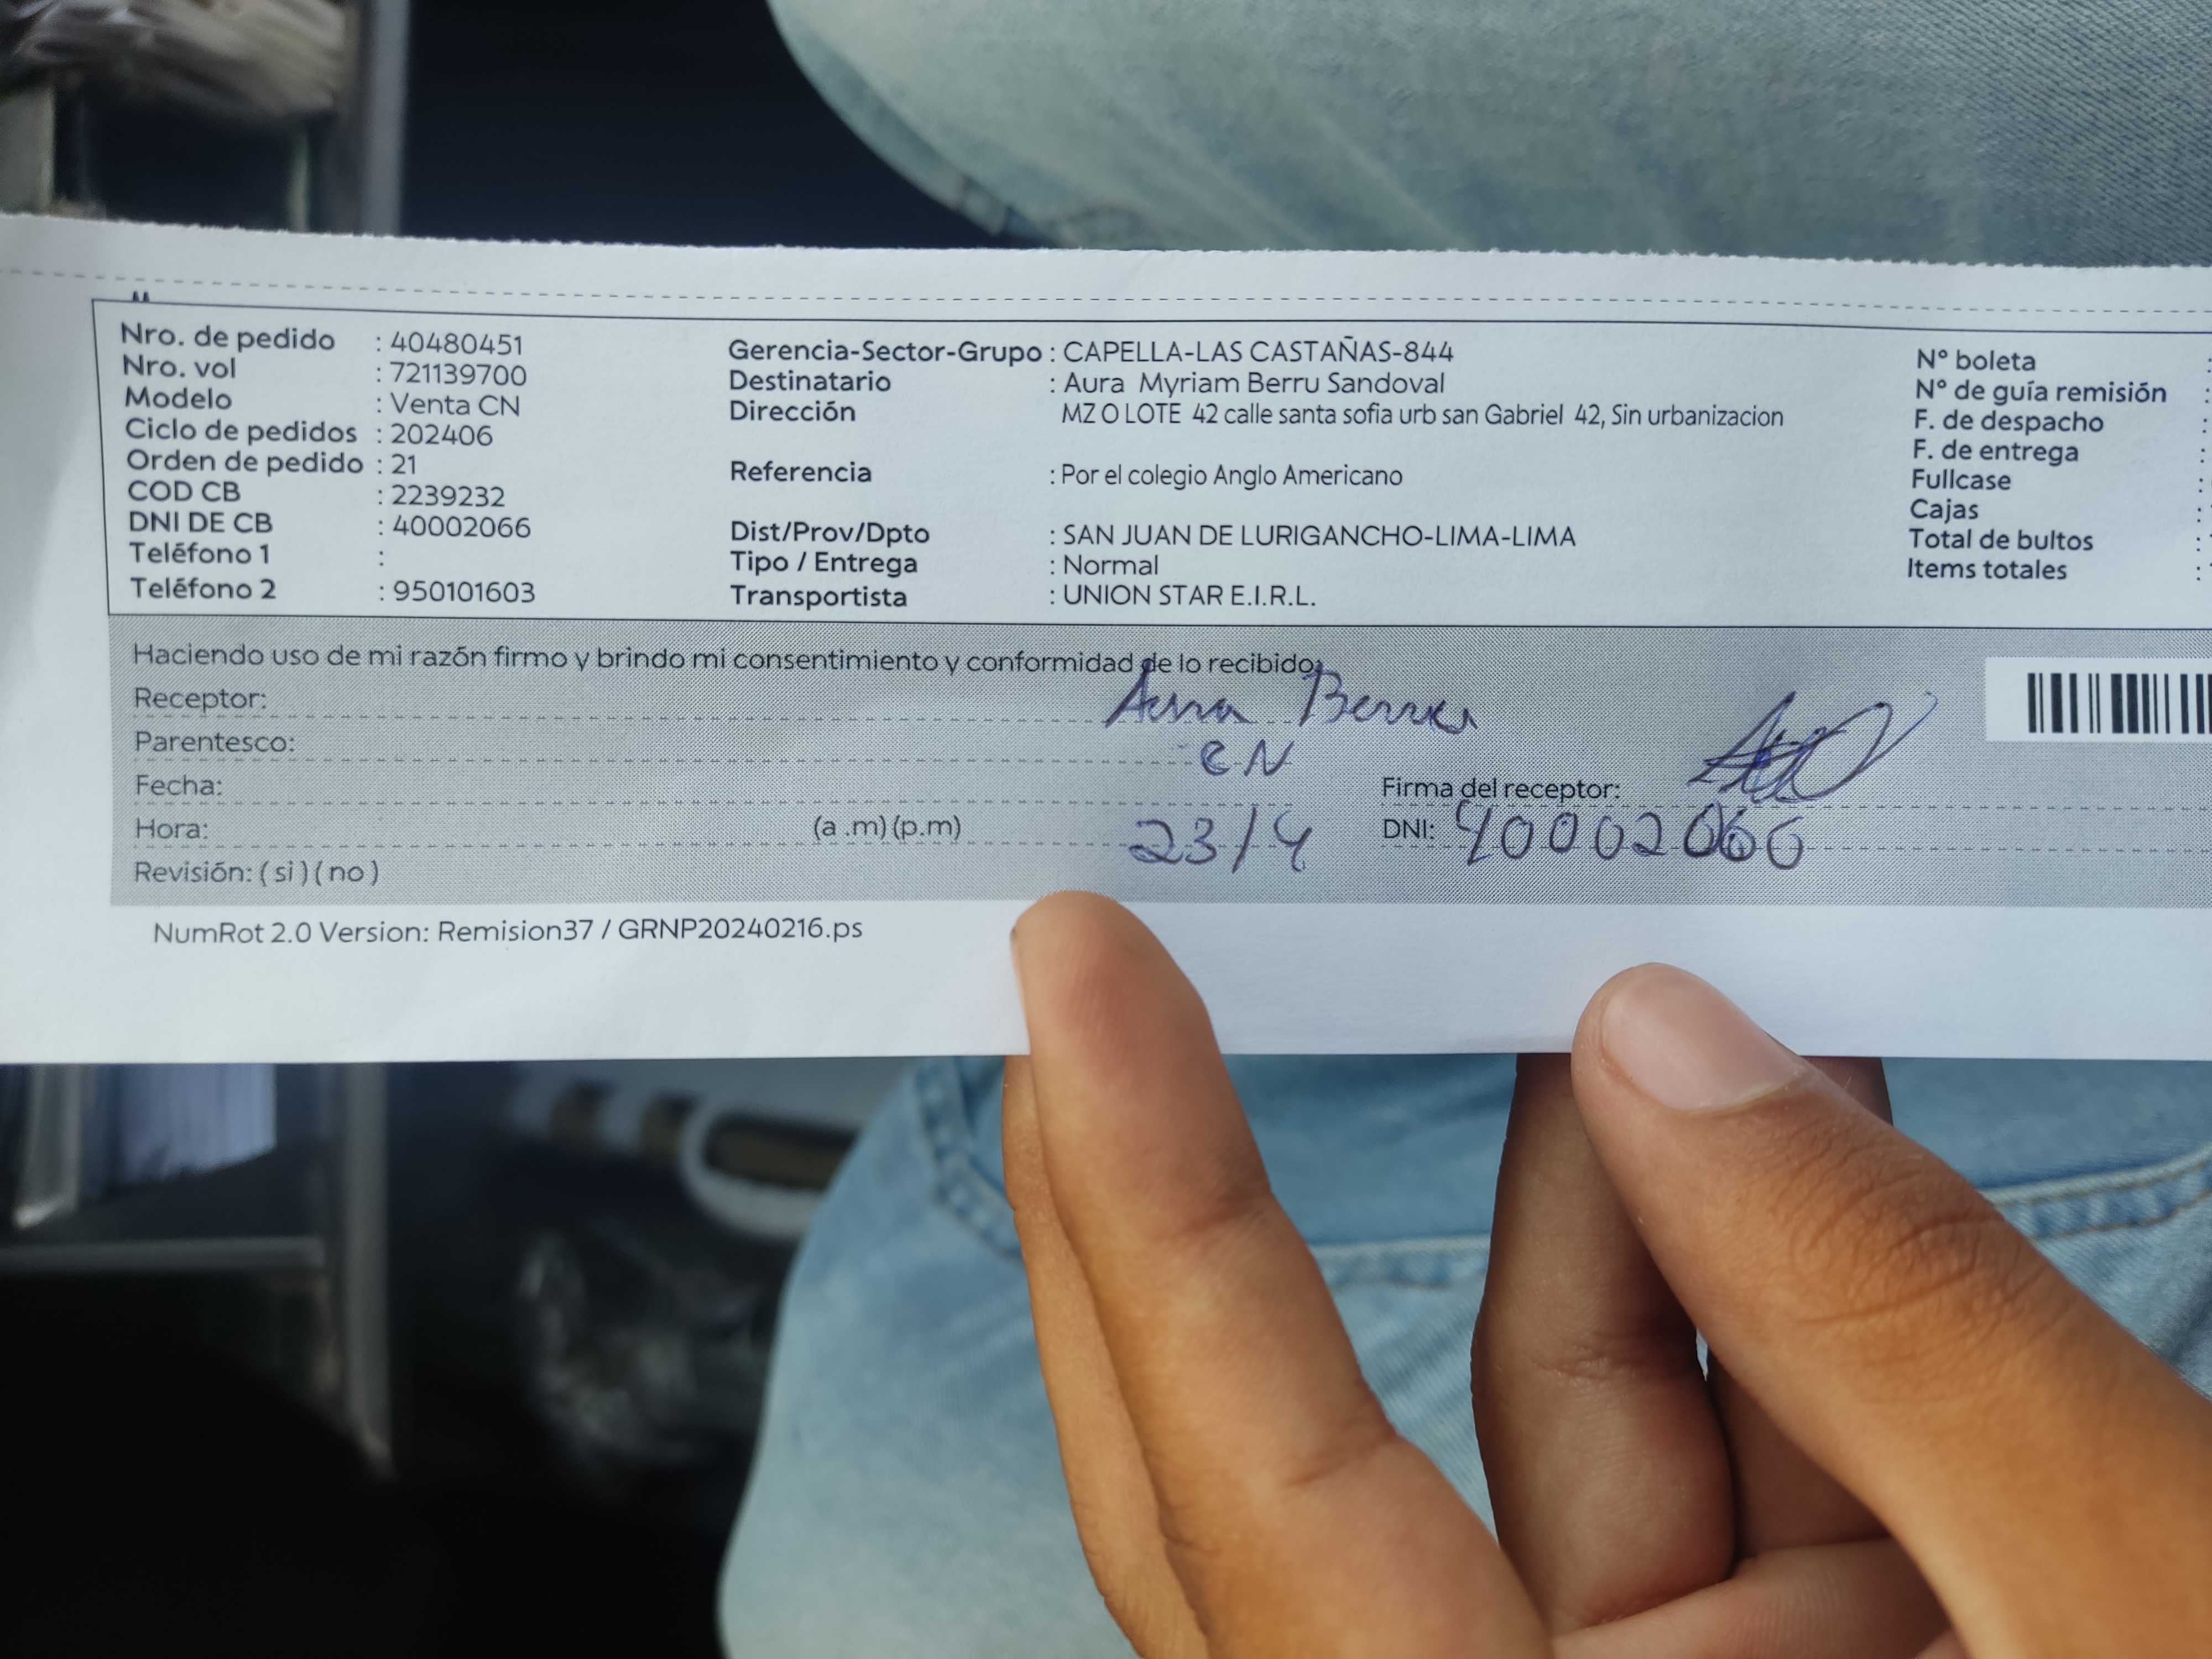 Nro. de pedido : 40480451
Nro. vol : 721139700
Modelo : Venta CN
Ciclo de pedidos : 202406
Orden de pedido : 21
COD CB : 2239232
DNI DE CB : 40002066
Teléfono 1 :
Teléfono 2 : 950101603
Gerencia-Sector-Grupo : CAPELLA-LAS CASTAÑAS-844
Destinatario : Aura Myriam Berru Sandoval
Dirección MZ O LOTE 42 calle santa sofia urb san Gabriel 42, Sin urbanizacion
Referencia : Por el colegio Anglo Americano
Dist/Prov/Dpto : SAN JUAN DE LURIGANCHO-LIMA-LIMA
Tipo / Entrega : Normal
Transportista : UNION STAR E.I.R.L.
N° boleta :
N° de guía remisión :
F. de despacho :
F. de entrega :
Fullcase :
Cajas :
Total de bultos :
Items totales :
Haciendo uso de mi razón firmo y brindo mi consentimiento y conformidad de lo recibido:
Receptor: Aura Berru
Parentesco: CN
Fecha:
Firma del receptor:
Hora: (a .m) (p.m) 23/4
DNI: 40002066
Revisión: ( si ) ( no )
NumRot 2.0 Version: Remision37 / GRNP20240216.ps